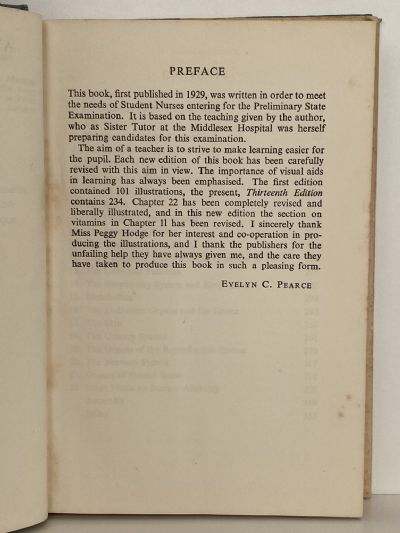 PREFACE
This book, first published in 1929, was written in order to meet
the needs of Student Nurses entering for the Preliminary State
Examination. It is based on the teaching given by the author,
who as Sister Tutor at the Middlesex Hospital was herself
preparing candidates for this examination.
The aim of a teacher is to strive to make learning easier for
the pupil. Each new edition of this book has been carefully
revised with this aim in view. The importance of visual aids
in learning has always been emphasised. The first edition
contained 101 illustrations, the present, Thirteenth Edition
contains 234. Chapter 22 has been completely revised and
liberally illustrated, and in this new edition the section on
vitamins in Chapter 11 has been revised. I sincerely thank
Miss Peggy Hodge for her interest and co-operation in pro-
ducing the illustrations, and I thank the publishers for the
unfailing help they have always given me, and the care they
have taken to produce this book in such a pleasing form.
EVELYN C. PEARCE